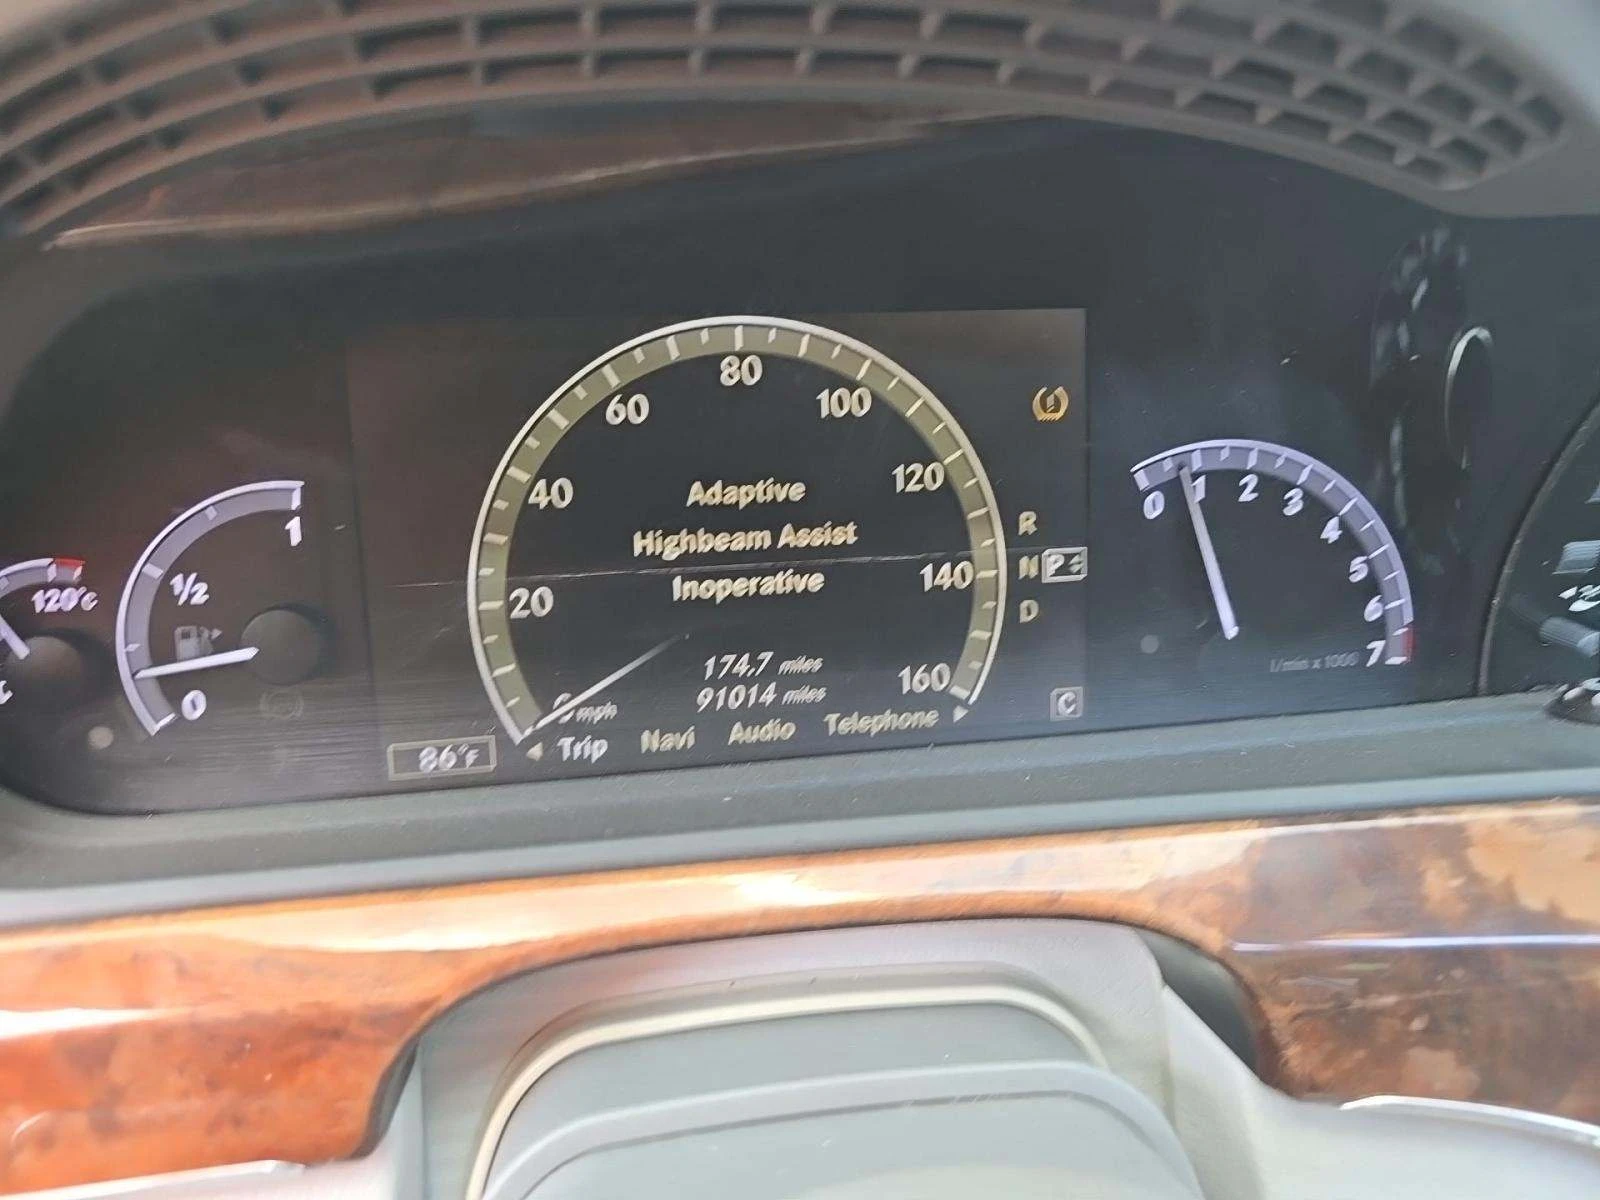 80
60
100
40
120
20
140
160
Adaptive
Highbeam Assist
Inoperative
174.7 miles
91014 miles
mph
Trip Navi Audio Telephone
86°F
R
N P
D
C
120°C
1
1/2
0
0 1 2 3 4 5 6 7
1/min x 1000